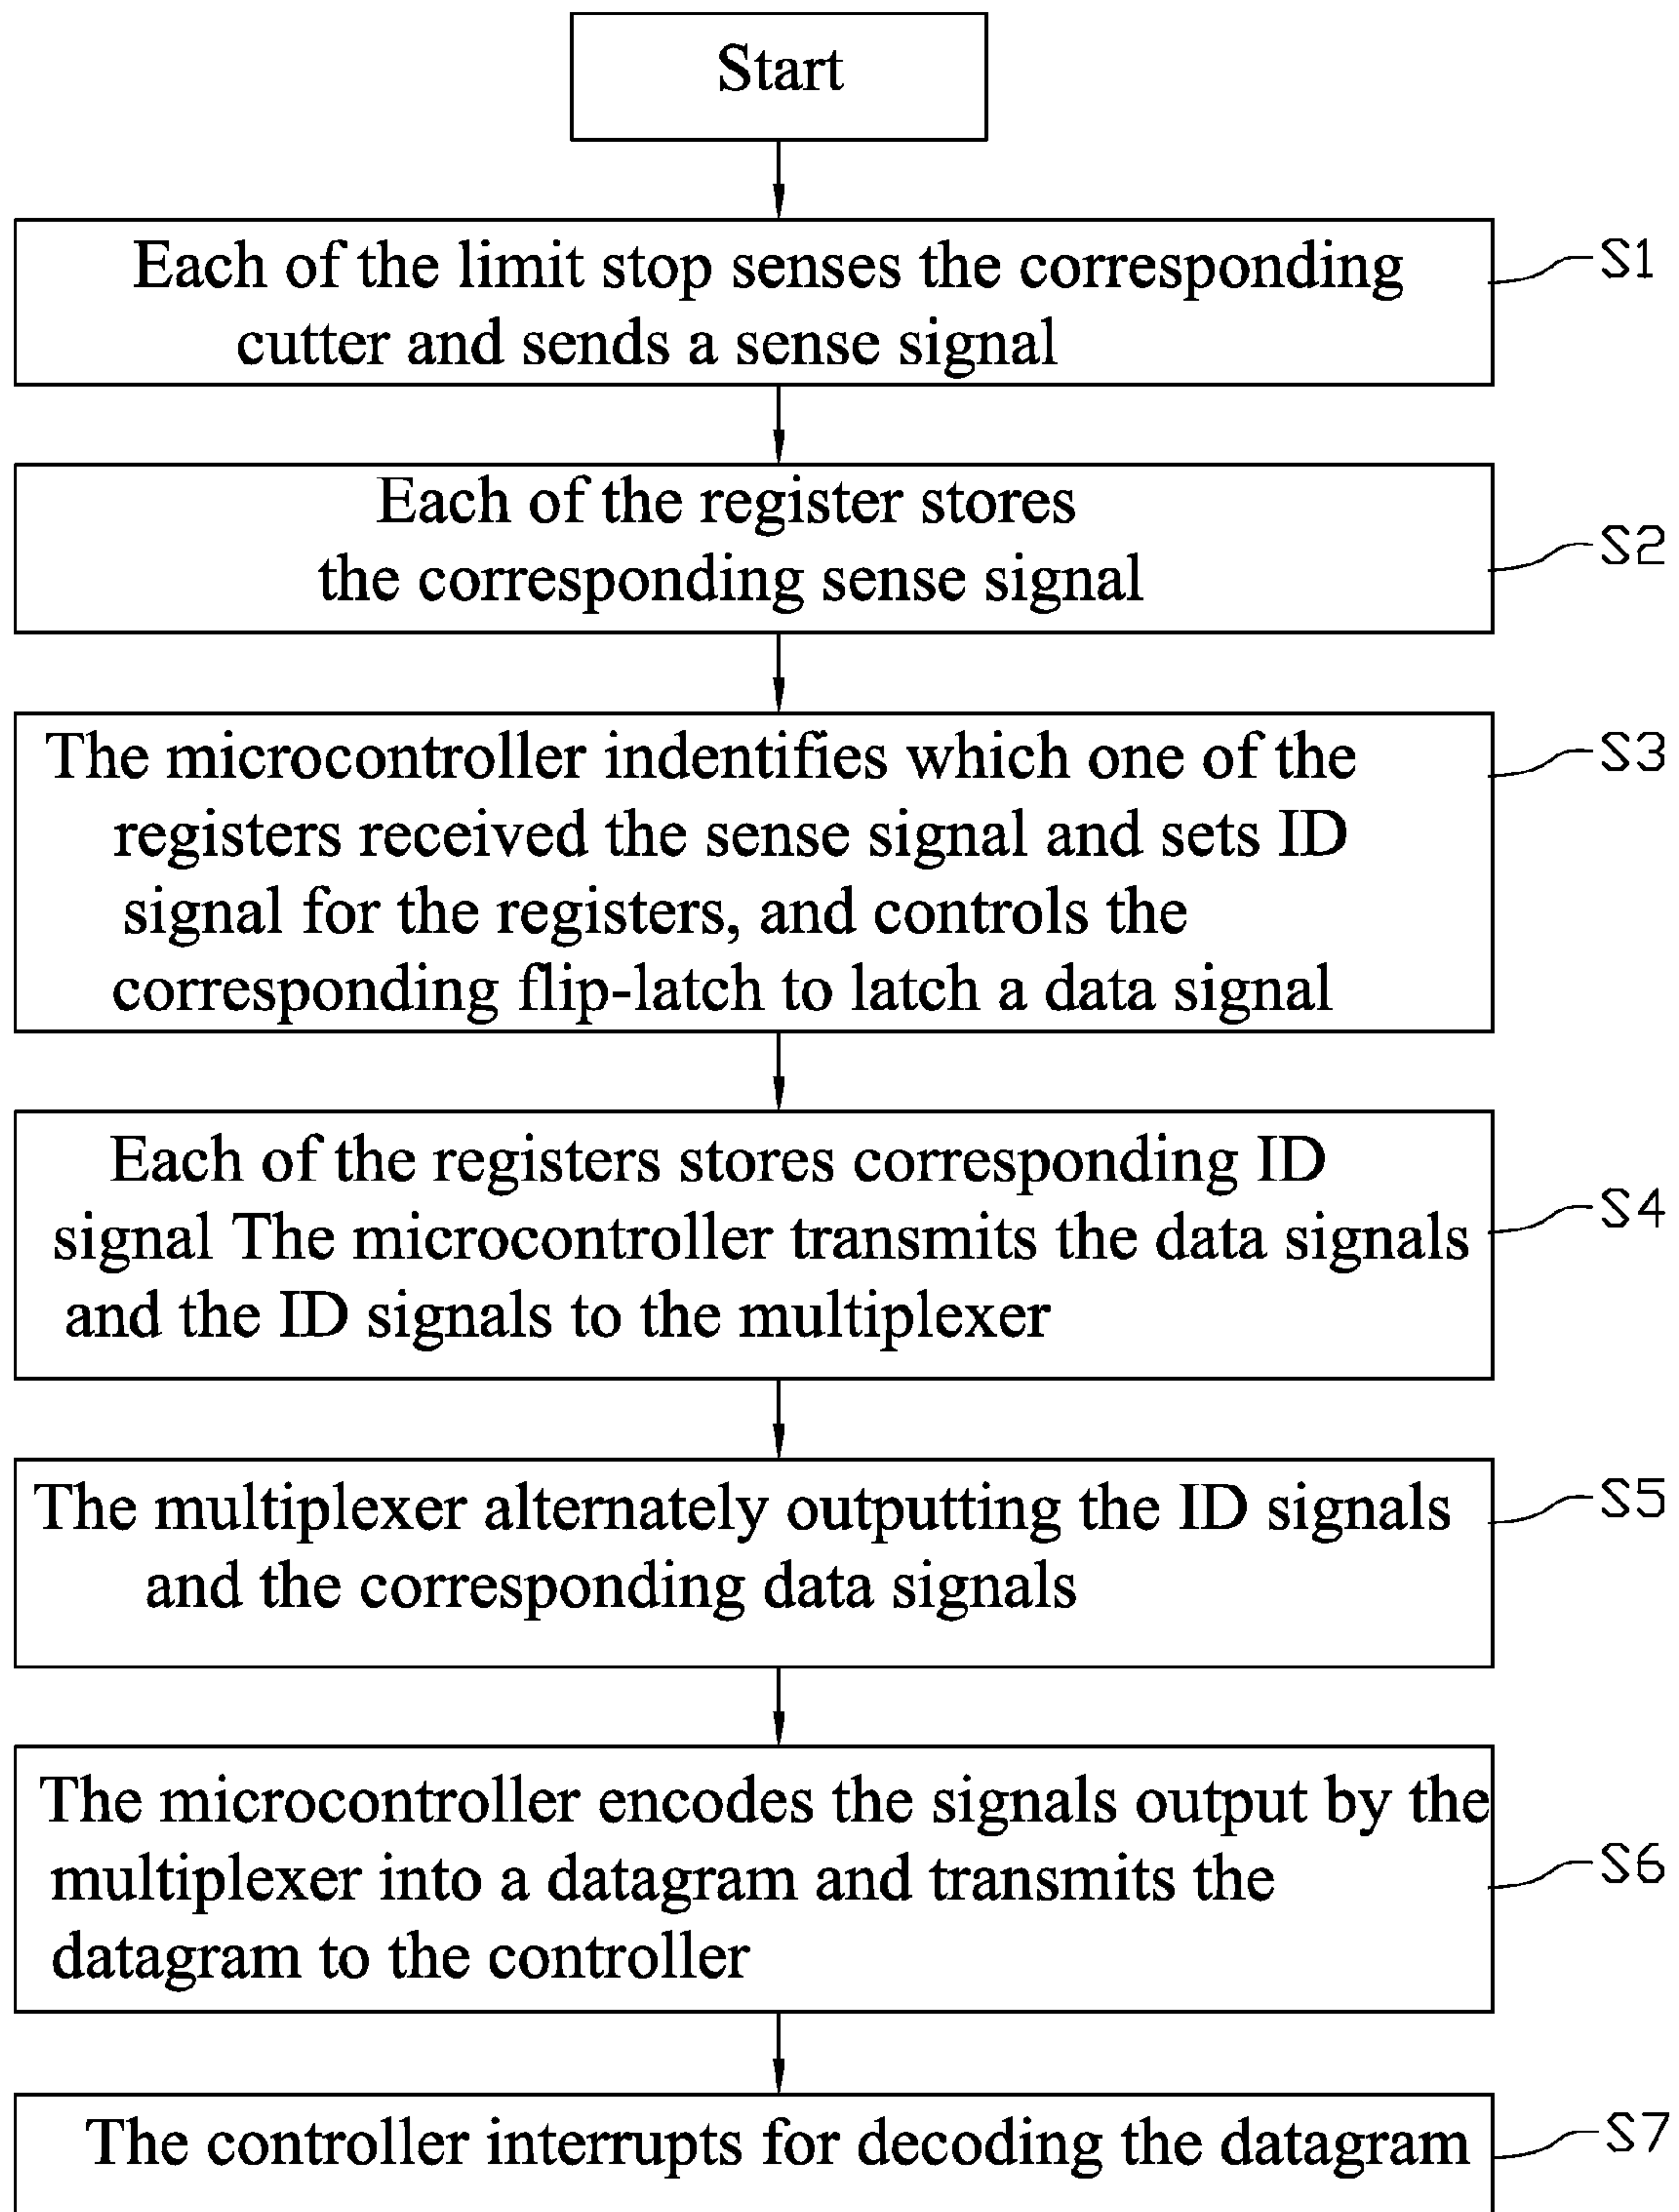 Start
Each of the limit stop senses the corresponding
cutter and sends a sense signal
S1
Each of the register stores
the corresponding sense signal
S2
The microcontroller indentifies which one of the
registers received the sense signal and sets ID
signal for the registers, and controls the
corresponding flip-latch to latch a data signal
S3
Each of the registers stores corresponding ID
signal The microcontroller transmits the data signals
and the ID signals to the multiplexer
S4
The multiplexer alternately outputting the ID signals
and the corresponding data signals
S5
The microcontroller encodes the signals output by the
multiplexer into a datagram and transmits the
datagram to the controller
S6
The controller interrupts for decoding the datagram
S7